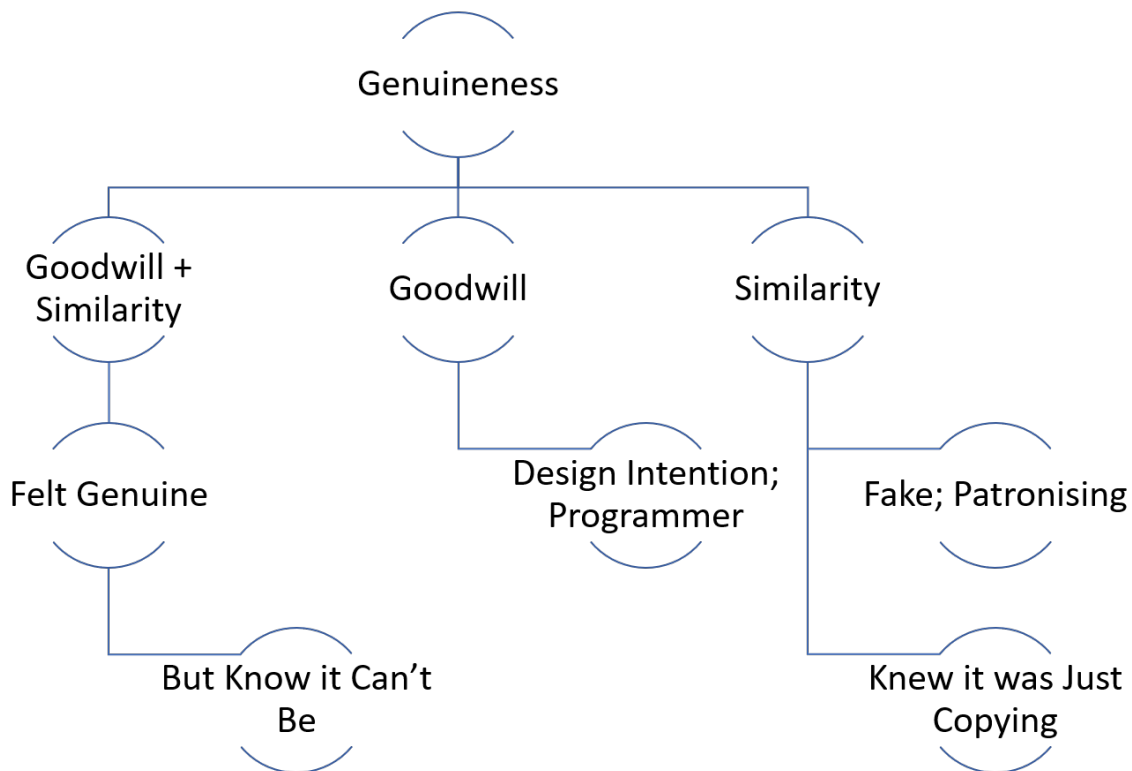 Genuineness
Goodwill +
Similarity
Goodwill
Similarity
Felt Genuine
Design Intention;
Programmer
Fake; Patronising
But Know it Can’t
Be
Knew it was Just
Copying